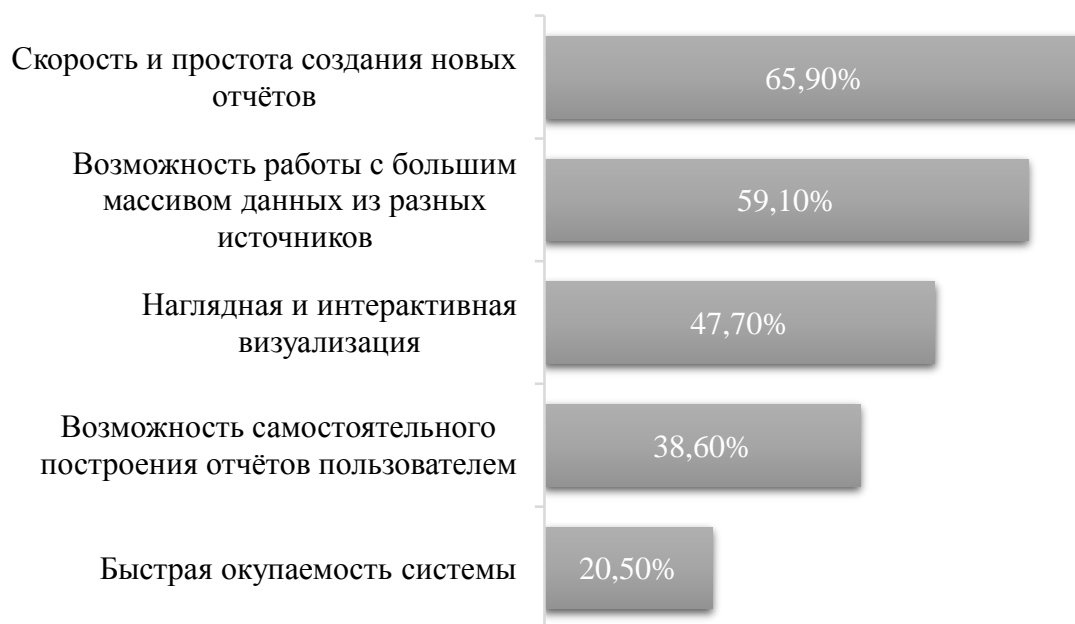 Скорость и простота создания новых
отчётов
65,90%
Возможность работы с большим
массивом данных из разных
источников
59,10%
Наглядная и интерактивная
визуализация
47,70%
Возможность самостоятельного
построения отчётов пользователем
38,60%
Быстрая окупаемость системы
20,50%